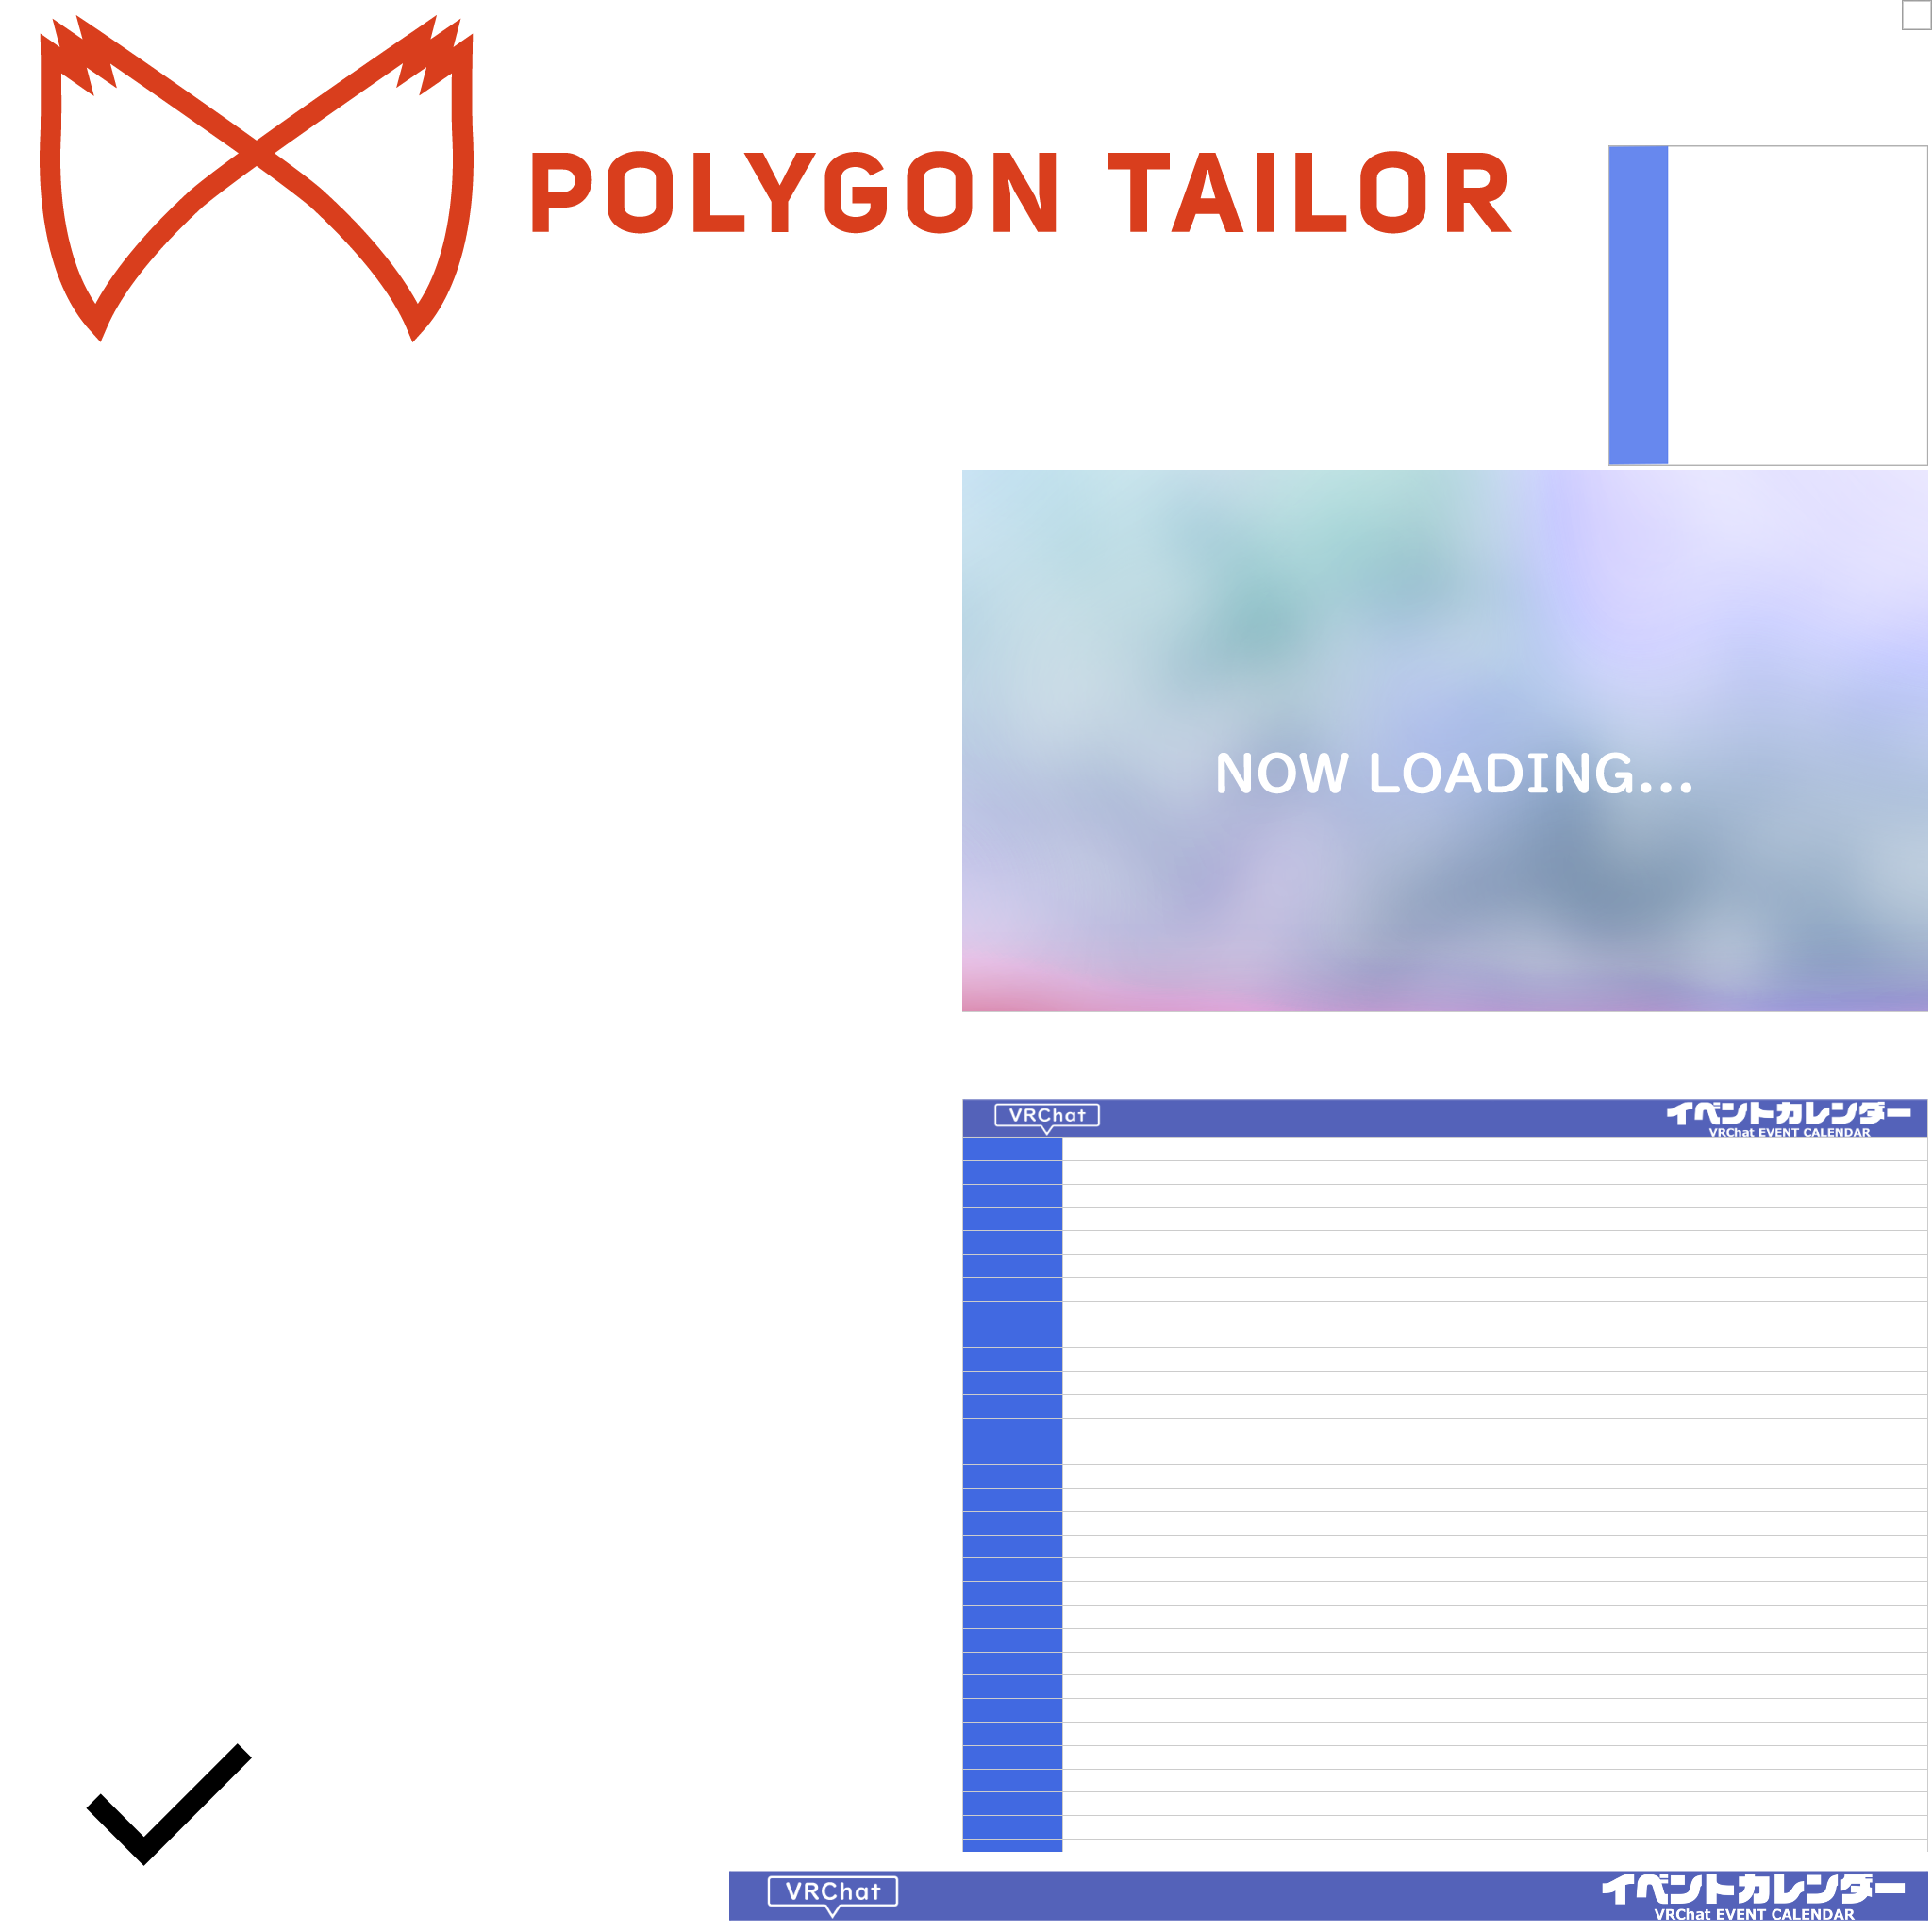 POLYGON TAILOR
NOW LOADING...
VRChat
イベントカレンダー
VRChat EVENT CALENDAR
VRChat
イベントカレンダー
VRChat EVENT CALENDAR